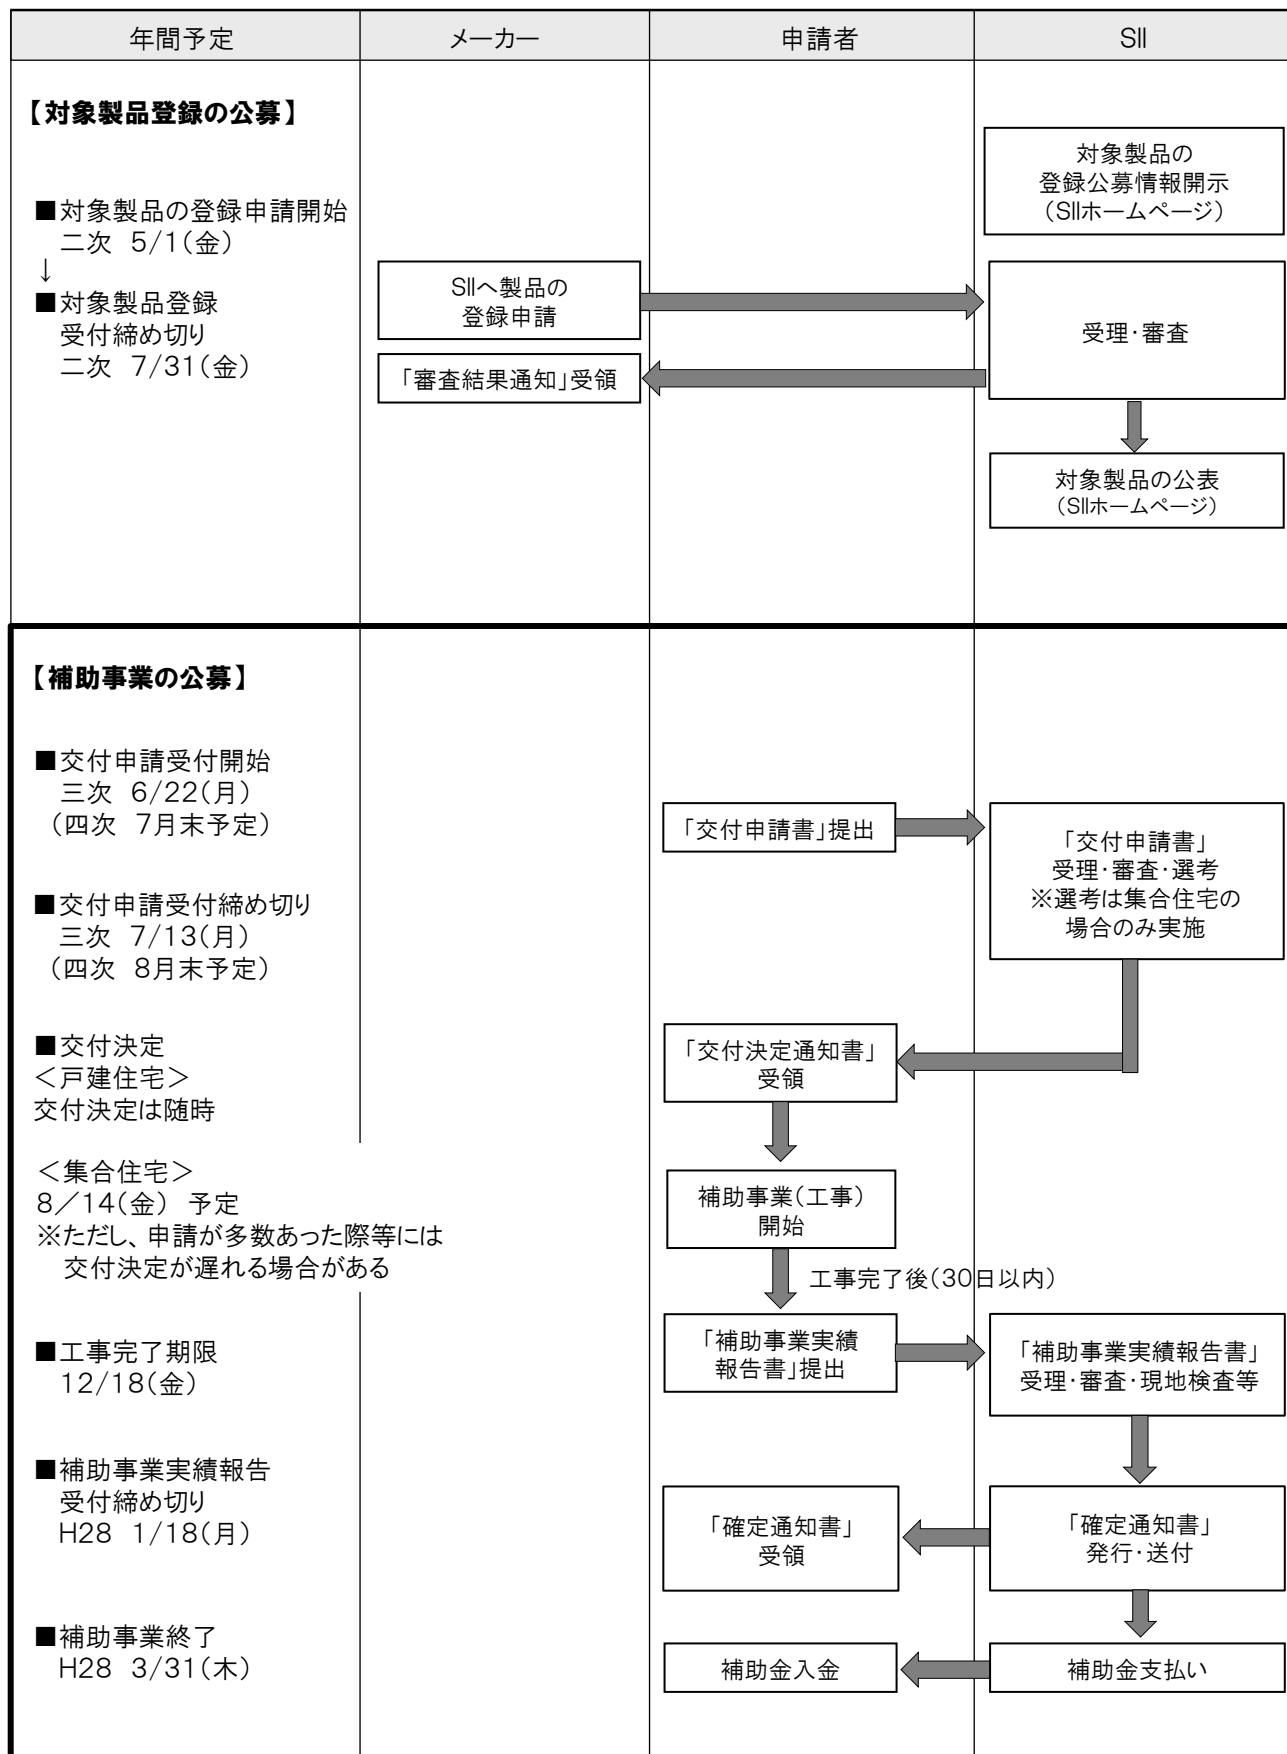 年間予定
メーカー
申請者
SII
【対象製品登録の公募】
■対象製品の登録申請開始
二次 5/1(金)
↓
■対象製品登録
受付締め切り
二次 7/31(金)
対象製品の
登録公募情報開示
(SIIホームページ)
SIIへ製品の
登録申請
受理・審査
「審査結果通知」受領
対象製品の公表
(SIIホームページ)
【補助事業の公募】
■交付申請受付開始
三次 6/22(月)
(四次 7月末予定)
■交付申請受付締め切り
三次 7/13(月)
(四次 8月末予定)
「交付申請書」提出
「交付申請書」
受理・審査・選考
※選考は集合住宅の
場合のみ実施
■交付決定
<戸建住宅>
交付決定は随時
<集合住宅>
8/14(金) 予定
※ただし、申請が多数あった際等には
交付決定が遅れる場合がある
「交付決定通知書」
受領
補助事業(工事)
開始
工事完了後(30日以内)
■工事完了期限
12/18(金)
「補助事業実績
報告書」提出
「補助事業実績報告書」
受理・審査・現地検査等
■補助事業実績報告
受付締め切り
H28 1/18(月)
「確定通知書」
受領
「確定通知書」
発行・送付
■補助事業終了
H28 3/31(木)
補助金入金
補助金支払い